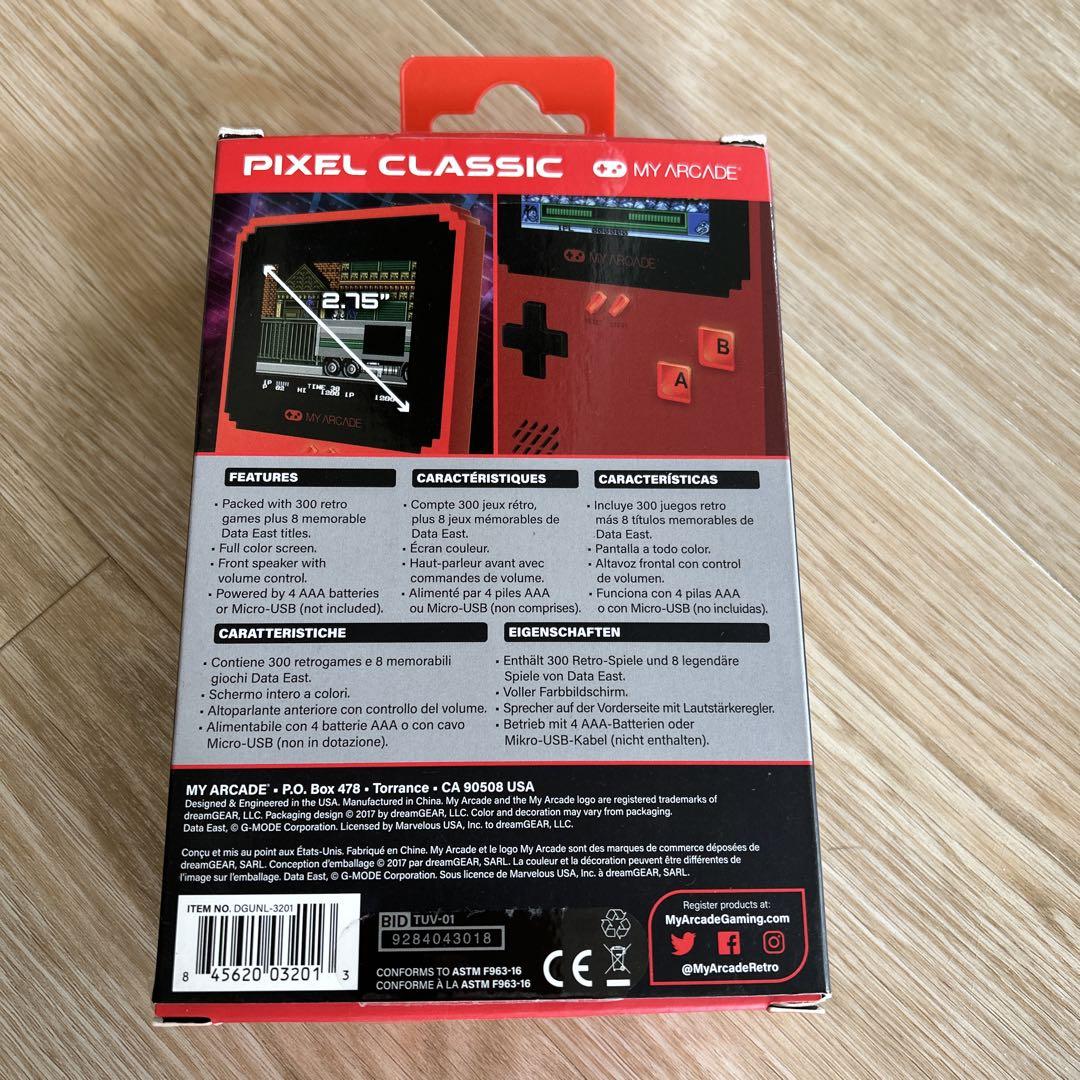 PIXEL CLASSIC MY ARCADE®
2.75"
MY ARCADE
MY ARCADE
B
A
FEATURES
• Packed with 300 retro
games plus 8 memorable
Data East titles.
• Full color screen.
• Front speaker with
volume control.
• Powered by 4 AAA batteries
or Micro-USB (not included).
CARACTÉRISTIQUES
• Compte 300 jeux rétro,
plus 8 jeux mémorables de
Data East.
• Écran couleur.
• Haut-parleur avant avec
commandes de volume.
• Alimenté par 4 piles AAA
ou Micro-USB (non comprises).
CARACTERÍSTICAS
• Incluye 300 juegos retro
más 8 títulos memorables de
Data East.
• Pantalla a todo color.
• Altavoz frontal con control
de volumen.
• Funciona con 4 pilas AAA
o con Micro-USB (no incluidas).
CARATTERISTICHE
• Contiene 300 retrogames e 8 memorabili
giochi Data East.
• Schermo intero a colori.
• Altoparlante anteriore con controllo del volume.
• Alimentabile con 4 batterie AAA o con cavo
Micro-USB (non in dotazione).
EIGENSCHAFTEN
• Enthält 300 Retro-Spiele und 8 legendäre
Spiele von Data East.
• Voller Farbbildschirm.
• Sprecher auf der Vorderseite mit Lautstärkeregler.
• Betrieb mit 4 AAA-Batterien oder
Mikro-USB-Kabel (nicht enthalten).
MY ARCADE® • P.O. Box 478 • Torrance • CA 90508 USA
Designed & Engineered in the USA. Manufactured in China. My Arcade and the My Arcade logo are registered trademarks of
dreamGEAR, LLC. Packaging design © 2017 by dreamGEAR, LLC. Color and decoration may vary from packaging.
Data East, © G-MODE Corporation. Licensed by Marvelous USA, Inc. to dreamGEAR, LLC.
Conçu et mis au point aux États-Unis. Fabriqué en Chine. My Arcade et le logo My Arcade sont des marques de commerce déposées de
dreamGEAR, SARL. Conception d'emballage © 2017 par dreamGEAR, SARL. La couleur et la décoration peuvent être différentes de
l'image sur l'emballage. Data East, © G-MODE Corporation. Sous licence de Marvelous USA, Inc. à dreamGEAR, SARL.
ITEM NO. DGUNL-3201
8 45620 03201 3
BID TUV-01
9284043018
CONFORMS TO ASTM F963-16
CONFORME À LA ASTM F963-16
CE
Register products at:
MyArcadeGaming.com
@MyArcadeRetro